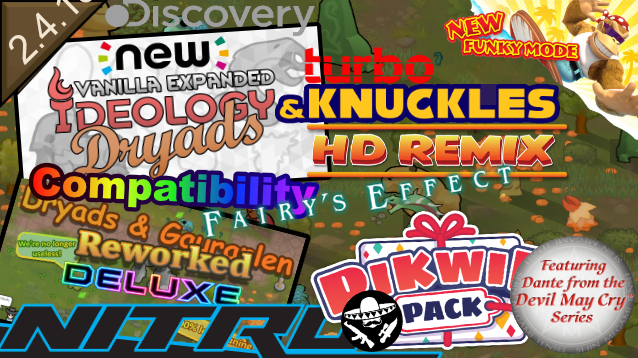 2.4.1
Discovery
new
VANILLA EXPANDED
IDEOLOGY
Dryads
turbo
& KNUCKLES
HD REMIX
NEW
FUNKY MODE
Compatibility
FAIRY'S EFFECT
Dryads & Gauranlen
We're no longer
useless!
Reworked
DELUXE
PIKWIK
PACK
Featuring
Dante from the
Devil May Cry
Series
NITRO